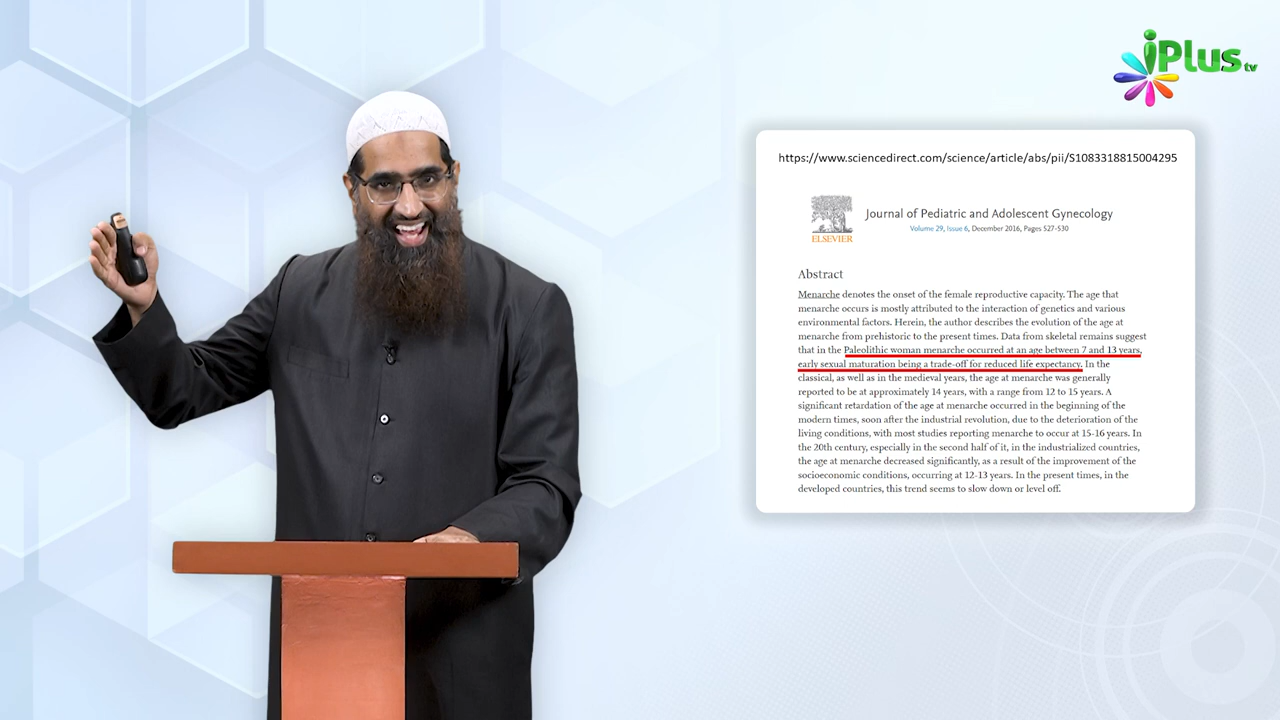 iPlus tv
https://www.sciencedirect.com/science/article/abs/pii/S1083318815004295
ELSEVIER
Journal of Pediatric and Adolescent Gynecology
Volume 29, Issue 6, December 2016, Pages 527-530
Abstract
Menarche denotes the onset of the female reproductive capacity. The age that
menarche occurs is mostly attributed to the interaction of genetics and various
environmental factors. Herein, the author describes the evolution of the age at
menarche from prehistoric to the present times. Data from skeletal remains suggest
that in the Paleolithic woman menarche occurred at an age between 7 and 13 years,
early sexual maturation being a trade-off for reduced life expectancy. In the
classical, as well as in the medieval years, the age at menarche was generally
reported to be at approximately 14 years, with a range from 12 to 15 years. A
significant retardation of the age at menarche occurred in the beginning of the
modern times, soon after the industrial revolution, due to the deterioration of the
living conditions, with most studies reporting menarche to occur at 15-16 years. In
the 20th century, especially in the second half of it, in the industrialized countries,
the age at menarche decreased significantly, as a result of the improvement of the
socioeconomic conditions, occurring at 12-13 years. In the present times, in the
developed countries, this trend seems to slow down or level off.